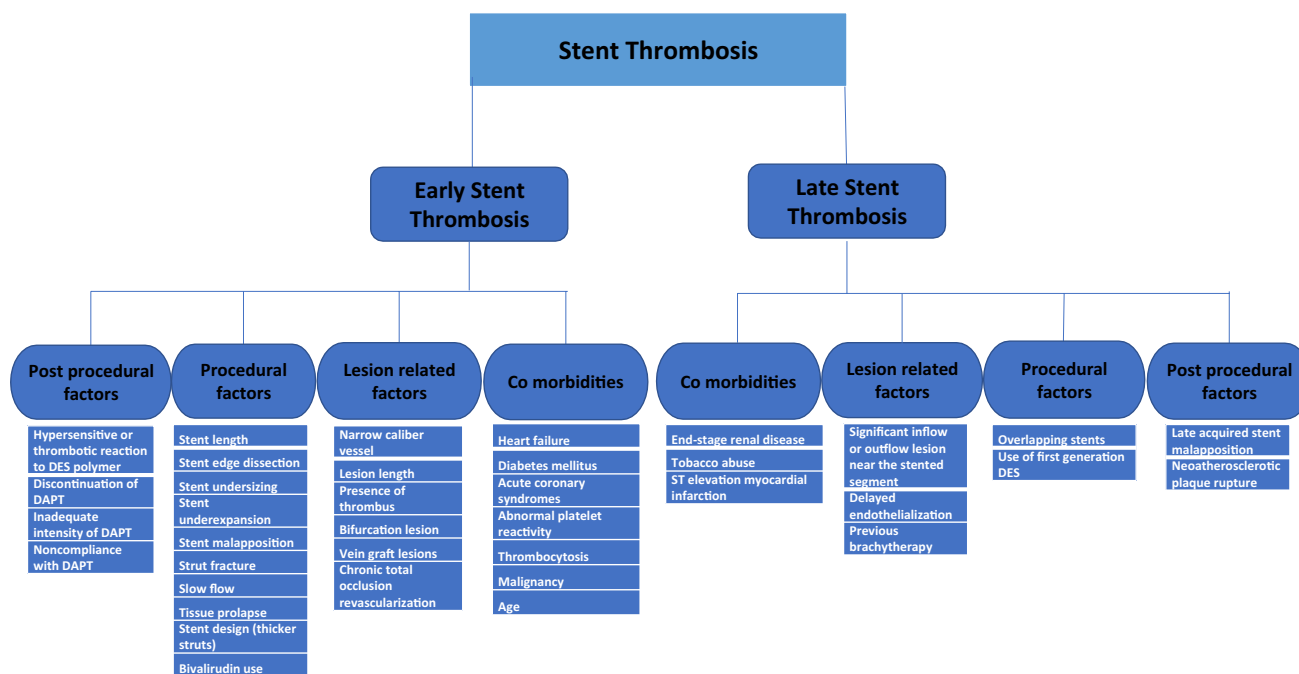 Stent Thrombosis
Early Stent
Thrombosis
Late Stent
Thrombosis
Post procedural
factors
Procedural
factors
Lesion related
factors
Co morbidities
Co morbidities
Lesion related
factors
Procedural
factors
Post procedural
factors
Hypersensitive or
thrombotic reaction
to DES polymer
Discontinuation of
DAPT
Inadequate
intensity of DAPT
Noncompliance
with DAPT
Stent length
Stent edge dissection
Stent undersizing
Stent
underexpansion
Stent malapposition
Strut fracture
Slow flow
Tissue prolapse
Stent design (thicker
struts)
Bivalirudin use
Narrow caliber
vessel
Lesion length
Presence of
thrombus
Bifurcation lesion
Vein graft lesions
Chronic total
occlusion
revascularization
Heart failure
Diabetes mellitus
Acute coronary
syndromes
Abnormal platelet
reactivity
Thrombocytosis
Malignancy
Age
End-stage renal disease
Tobacco abuse
ST elevation myocardial
infarction
Significant inflow
or outflow lesion
near the stented
segment
Delayed
endothelialization
Previous
brachytherapy
Overlapping stents
Use of first generation
DES
Late acquired stent
malapposition
Neoatherosclerotic
plaque rupture